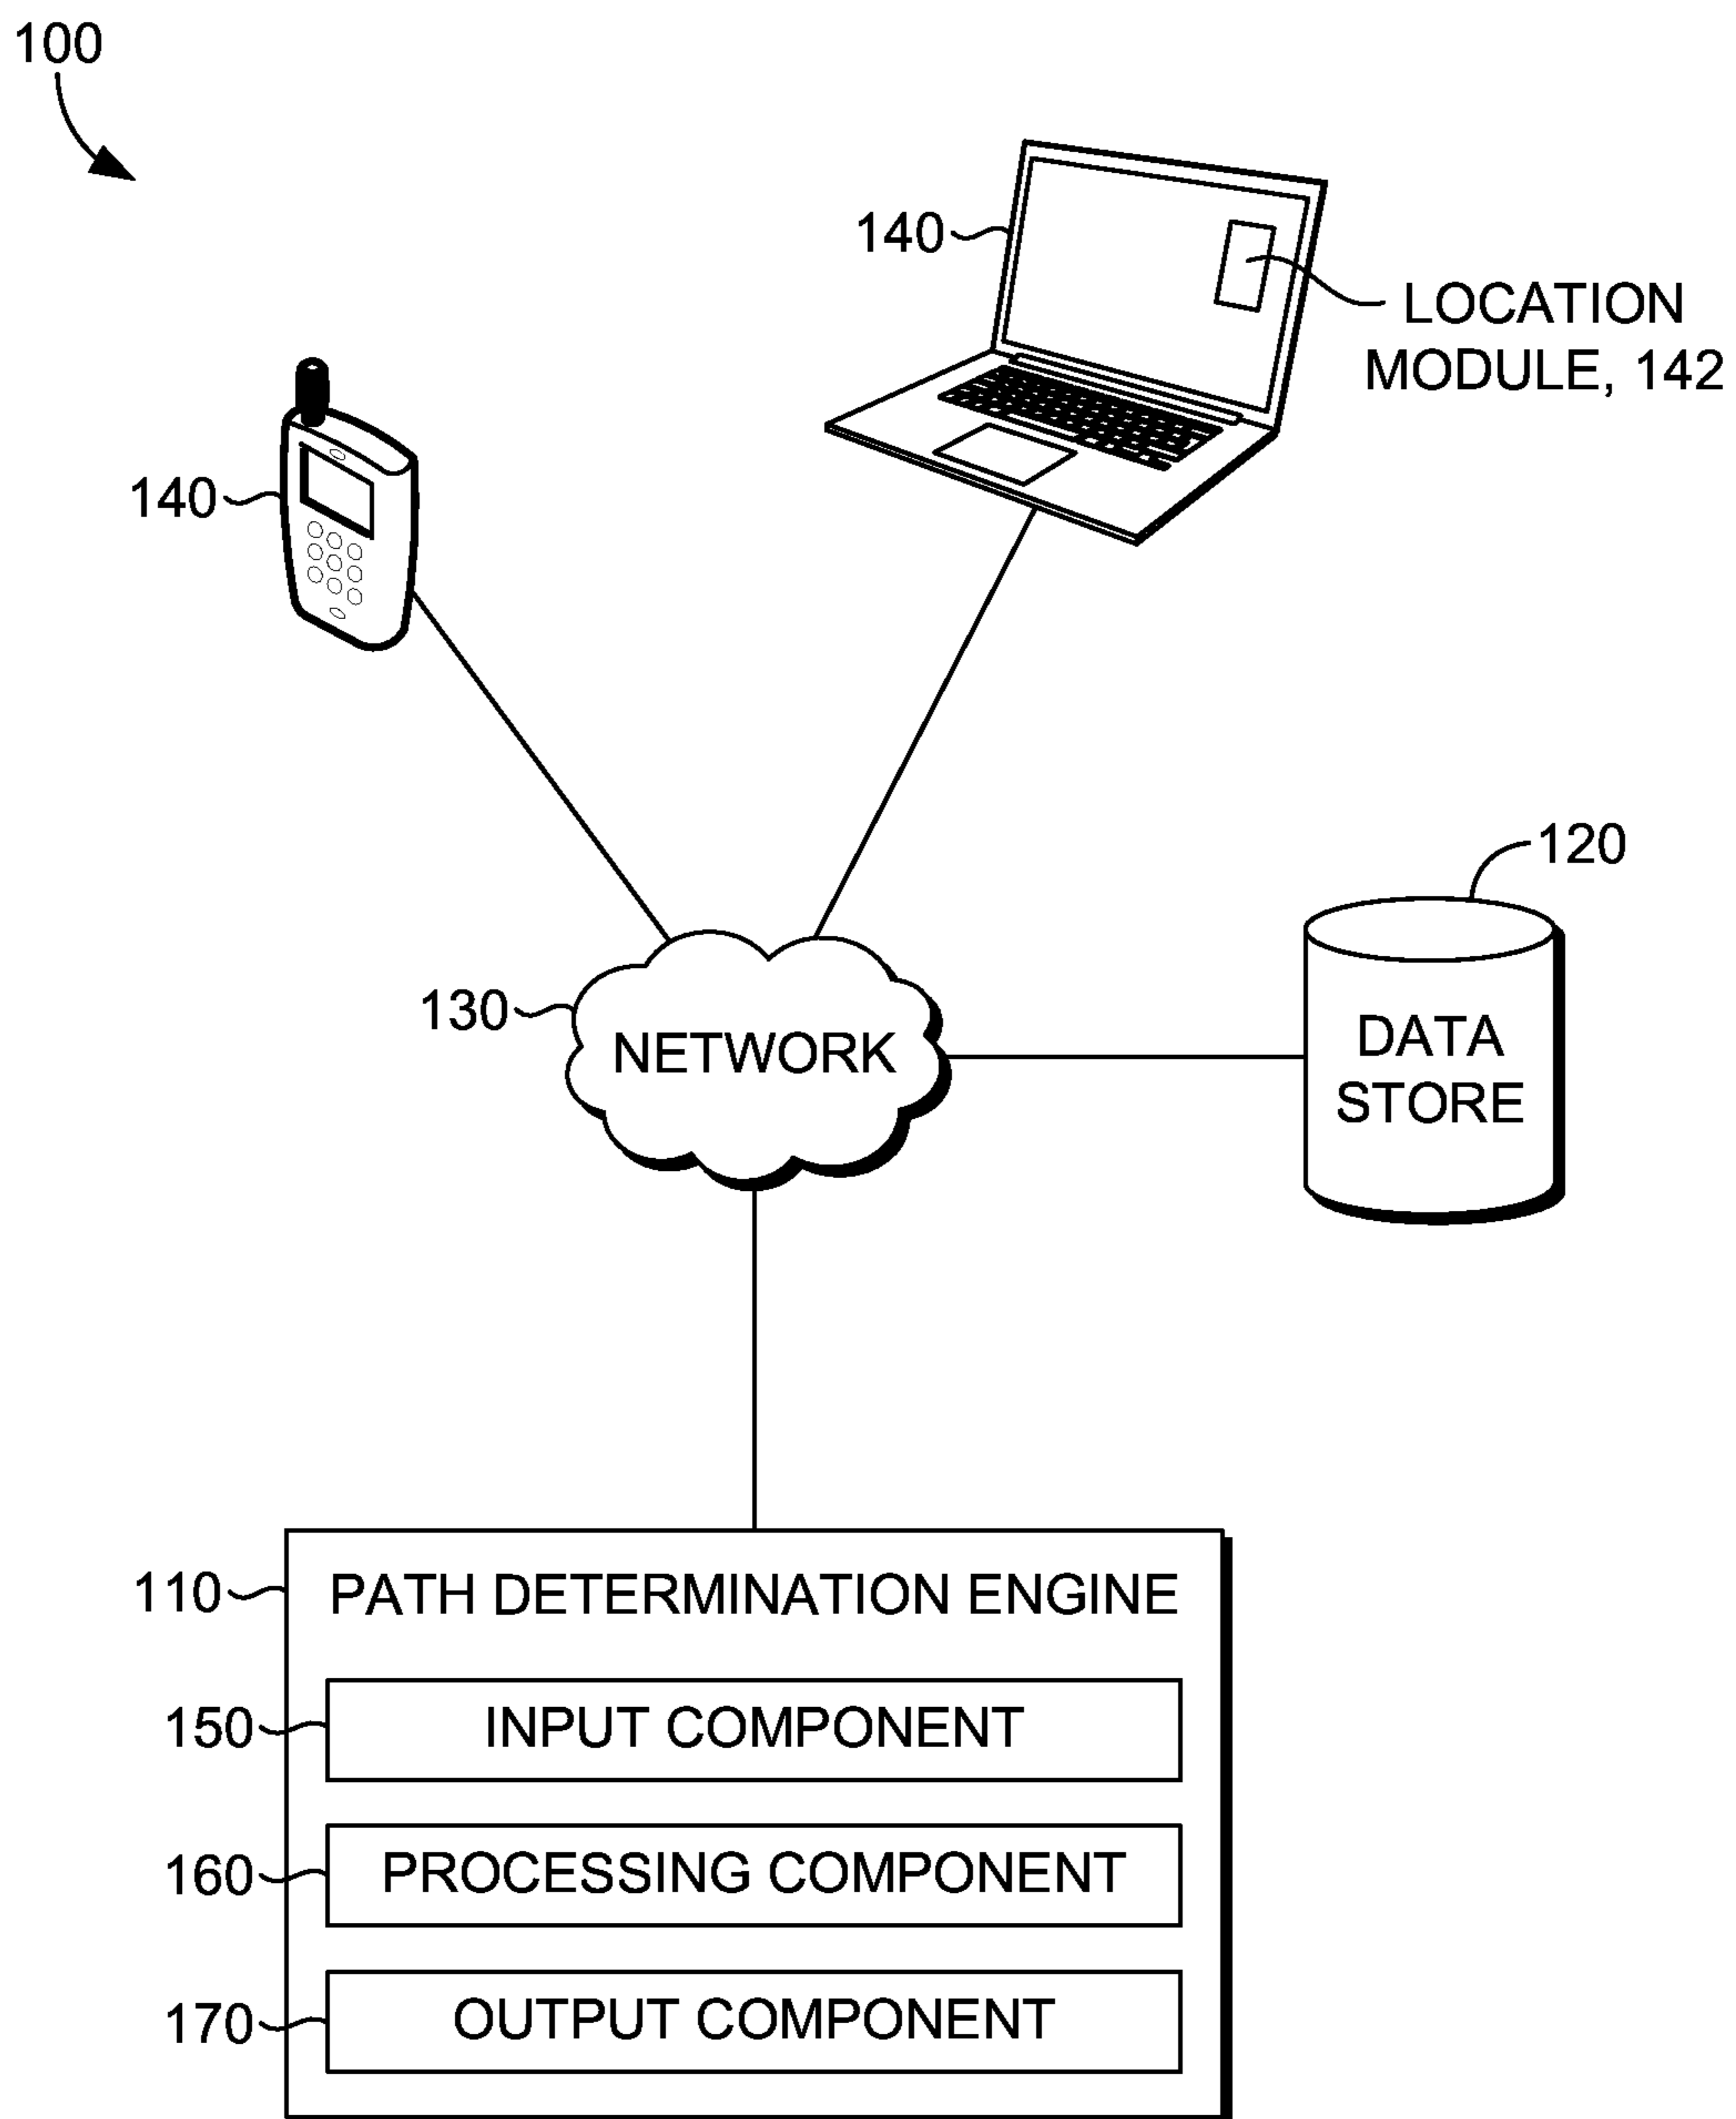 100
140
LOCATION
MODULE, 142
140
120
130
NETWORK
DATA
STORE
110
PATH DETERMINATION ENGINE
150
INPUT COMPONENT
160
PROCESSING COMPONENT
170
OUTPUT COMPONENT